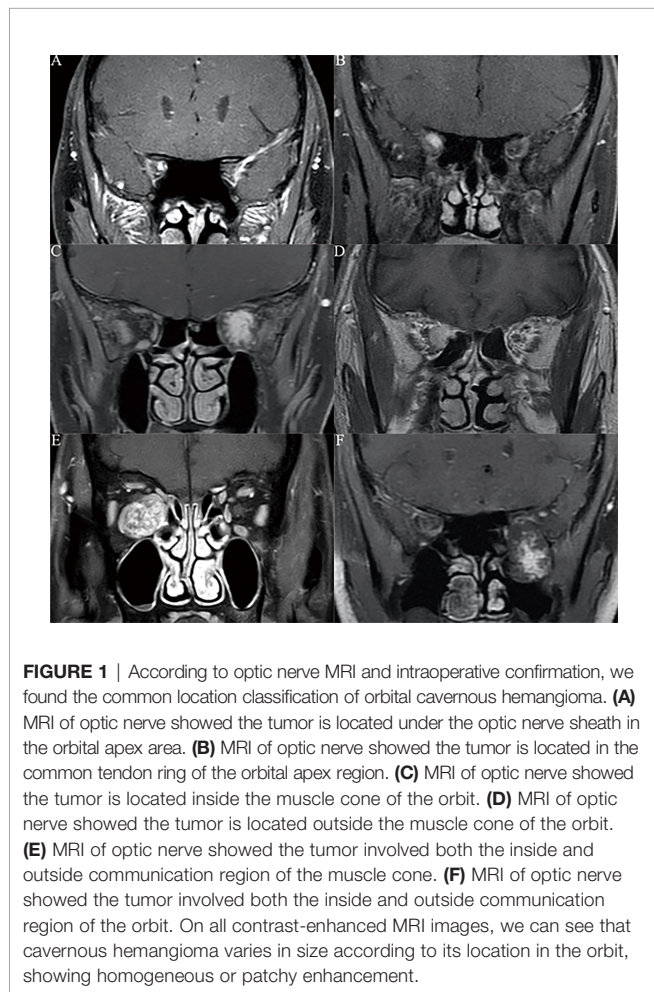 A
B
C
D
E
F
FIGURE 1 | According to optic nerve MRI and intraoperative confirmation, we
found the common location classification of orbital cavernous hemangioma. (A)
MRI of optic nerve showed the tumor is located under the optic nerve sheath in
the orbital apex area. (B) MRI of optic nerve showed the tumor is located in the
common tendon ring of the orbital apex region. (C) MRI of optic nerve showed
the tumor is located inside the muscle cone of the orbit. (D) MRI of optic
nerve showed the tumor is located outside the muscle cone of the orbit.
(E) MRI of optic nerve showed the tumor involved both the inside and
outside communication region of the muscle cone. (F) MRI of optic nerve
showed the tumor involved both the inside and outside communication
region of the orbit. On all contrast-enhanced MRI images, we can see that
cavernous hemangioma varies in size according to its location in the orbit,
showing homogeneous or patchy enhancement.